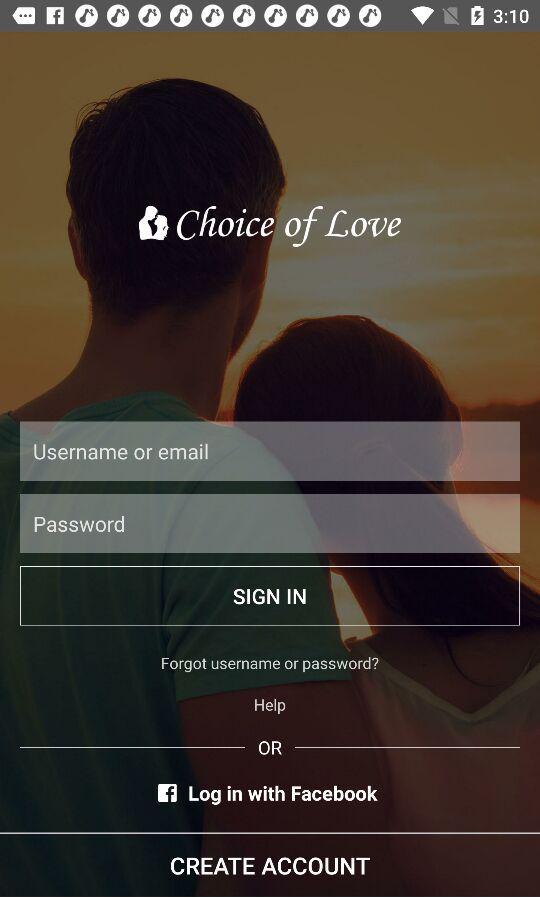 3:10
Choice of Love
Username or email
Password
SIGN IN
Forgot username or password?
Help
OR
Log in with Facebook
CREATE ACCOUNT